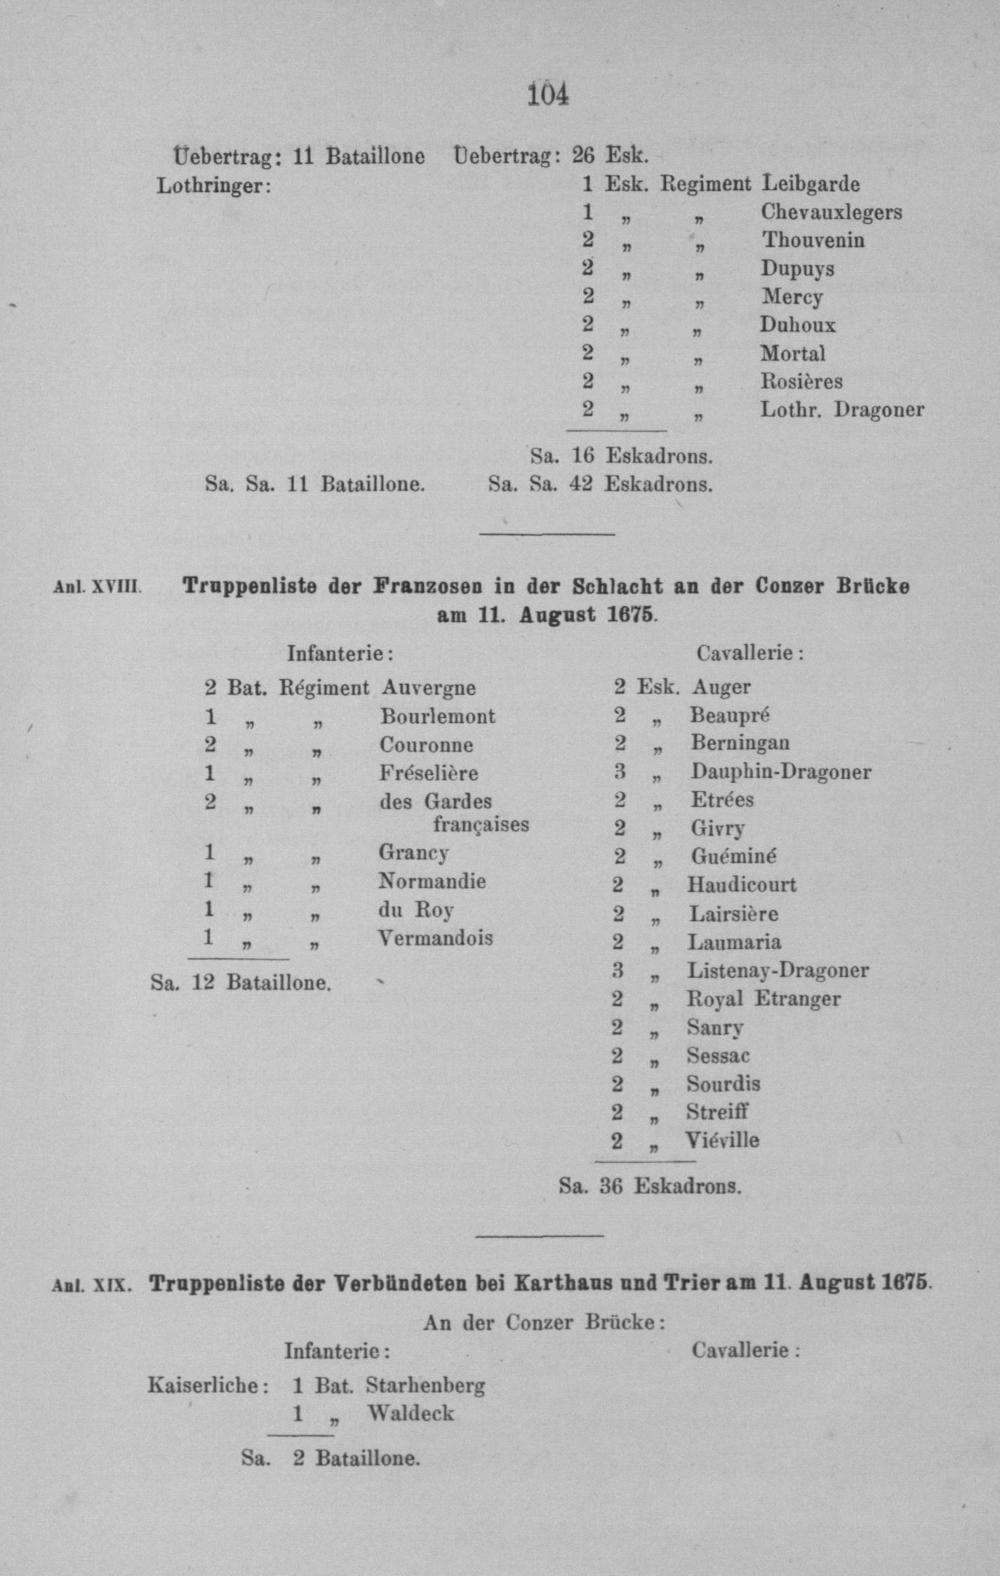 104
Uebertrag: 11 Bataillone Uebertrag: 26 Esk.
Lothringer: 1 Esk. Regiment Leibgarde
1 „ „ Chevauxlegers
2 „ „ Thouvenin
2 „ „ Dupuys
2 „ „ Mercy
2 „ „ Duhoux
2 „ „ Mortal
2 „ „ Rosières
2 „ „ Lothr. Dragoner
Sa. 16 Eskadrons.
Sa. Sa. 11 Bataillone. Sa. Sa. 42 Eskadrons.
Anl. XVIII. Truppenliste der Franzosen in der Schlacht an der Conzer Brücke
am 11. August 1675.
Infanterie:
2 Bat. Régiment Auvergne
1 „ „ Bourlemont
2 „ „ Couronne
1 „ „ Fréselière
2 „ „ des Gardes
françaises
1 „ „ Grancy
1 „ „ Normandie
1 „ „ du Roy
1 „ „ Vermandois
Sa. 12 Bataillone.
Cavallerie:
2 Esk. Auger
2 „ Beaupré
2 „ Berningan
3 „ Dauphin-Dragoner
2 „ Etrées
2 „ Givry
2 „ Guéminé
2 „ Haudicourt
2 „ Lairsière
2 „ Laumaria
3 „ Listenay-Dragoner
2 „ Royal Etranger
2 „ Sanry
2 „ Sessac
2 „ Sourdis
2 „ Streiff
2 „ Viéville
Sa. 36 Eskadrons.
Anl. XIX. Truppenliste der Verbündeten bei Karthaus und Trier am 11. August 1675.
An der Conzer Brücke:
Infanterie: Cavallerie:
Kaiserliche: 1 Bat. Starhenberg
1 „ Waldeck
Sa. 2 Bataillone.